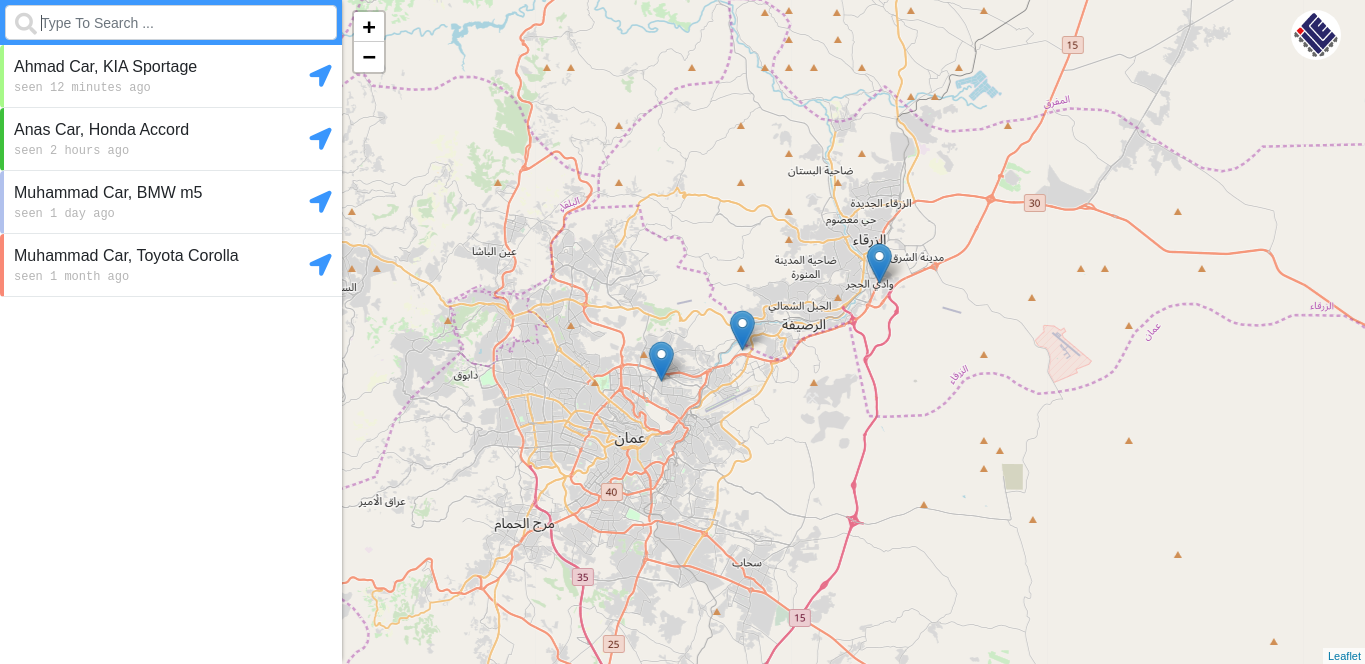 Type To Search ...
Ahmad Car, KIA Sportage
seen 12 minutes ago
Anas Car, Honda Accord
seen 2 hours ago
Muhammad Car, BMW m5
seen 1 day ago
Muhammad Car, Toyota Corolla
seen 1 month ago
+
−
15
المفرق
ضاحية البستان
30
الزرقاء الجديدة
البلقاء
حي معصوم
الزرقاء
عين الباشا
مدينة الشرق
ضاحية المدينة
المنورة
وادي الحجر
الس
الجبل الشمالي
الزرقاء
الرصيفة
عمان
دابوق
الزرقاء
عمان
40
عراق الأمير
مرج الحمام
سحاب
35
15
25
Leaflet